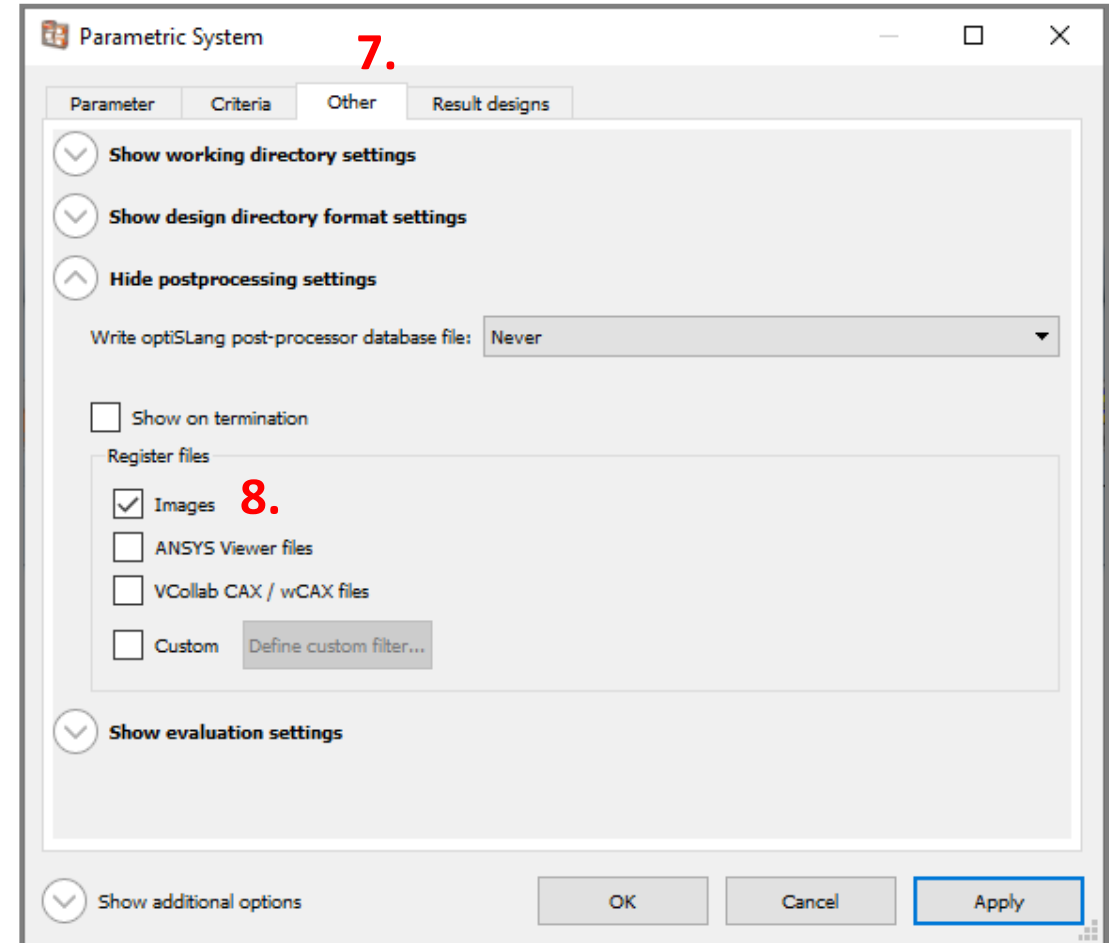 Parametric System
7.
Parameter Criteria Other Result designs
Show working directory settings
Show design directory format settings
Hide postprocessing settings
Write optiSLang post-processor database file: Never
Show on termination
Register files
Images 8.
ANSYS Viewer files
VCollab CAX / wCAX files
Custom Define custom filter...
Show evaluation settings
Show additional options OK Cancel Apply